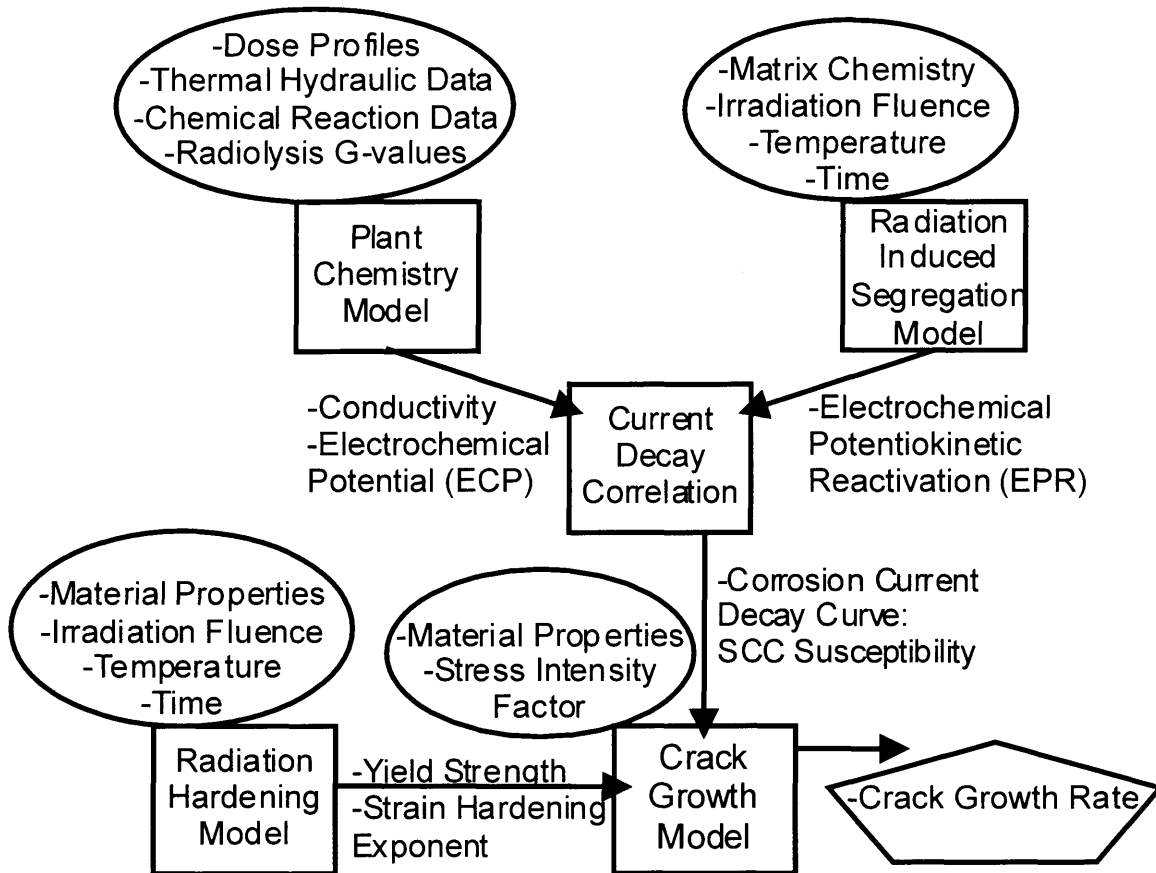 -Dose Profiles
-Thermal Hydraulic Data
-Chemical Reaction Data
-Radiolysis G-values
-Matrix Chemistry
-Irradiation Fluence
-Temperature
-Time
Plant
Chemistry
Model
Radiation
Induced
Segregation
Model
-Conductivity
-Electrochemical
Potential (ECP)
Current
Decay
Correlation
-Electrochemical
Potentiokinetic
Reactivation (EPR)
-Corrosion Current
Decay Curve:
SCC Susceptibility
-Material Properties
-Irradiation Fluence
-Temperature
-Time
-Material Properties
-Stress Intensity
Factor
Radiation
Hardening
Model
-Yield Strength
-Strain Hardening
Exponent
Crack
Growth
Model
-Crack Growth Rate